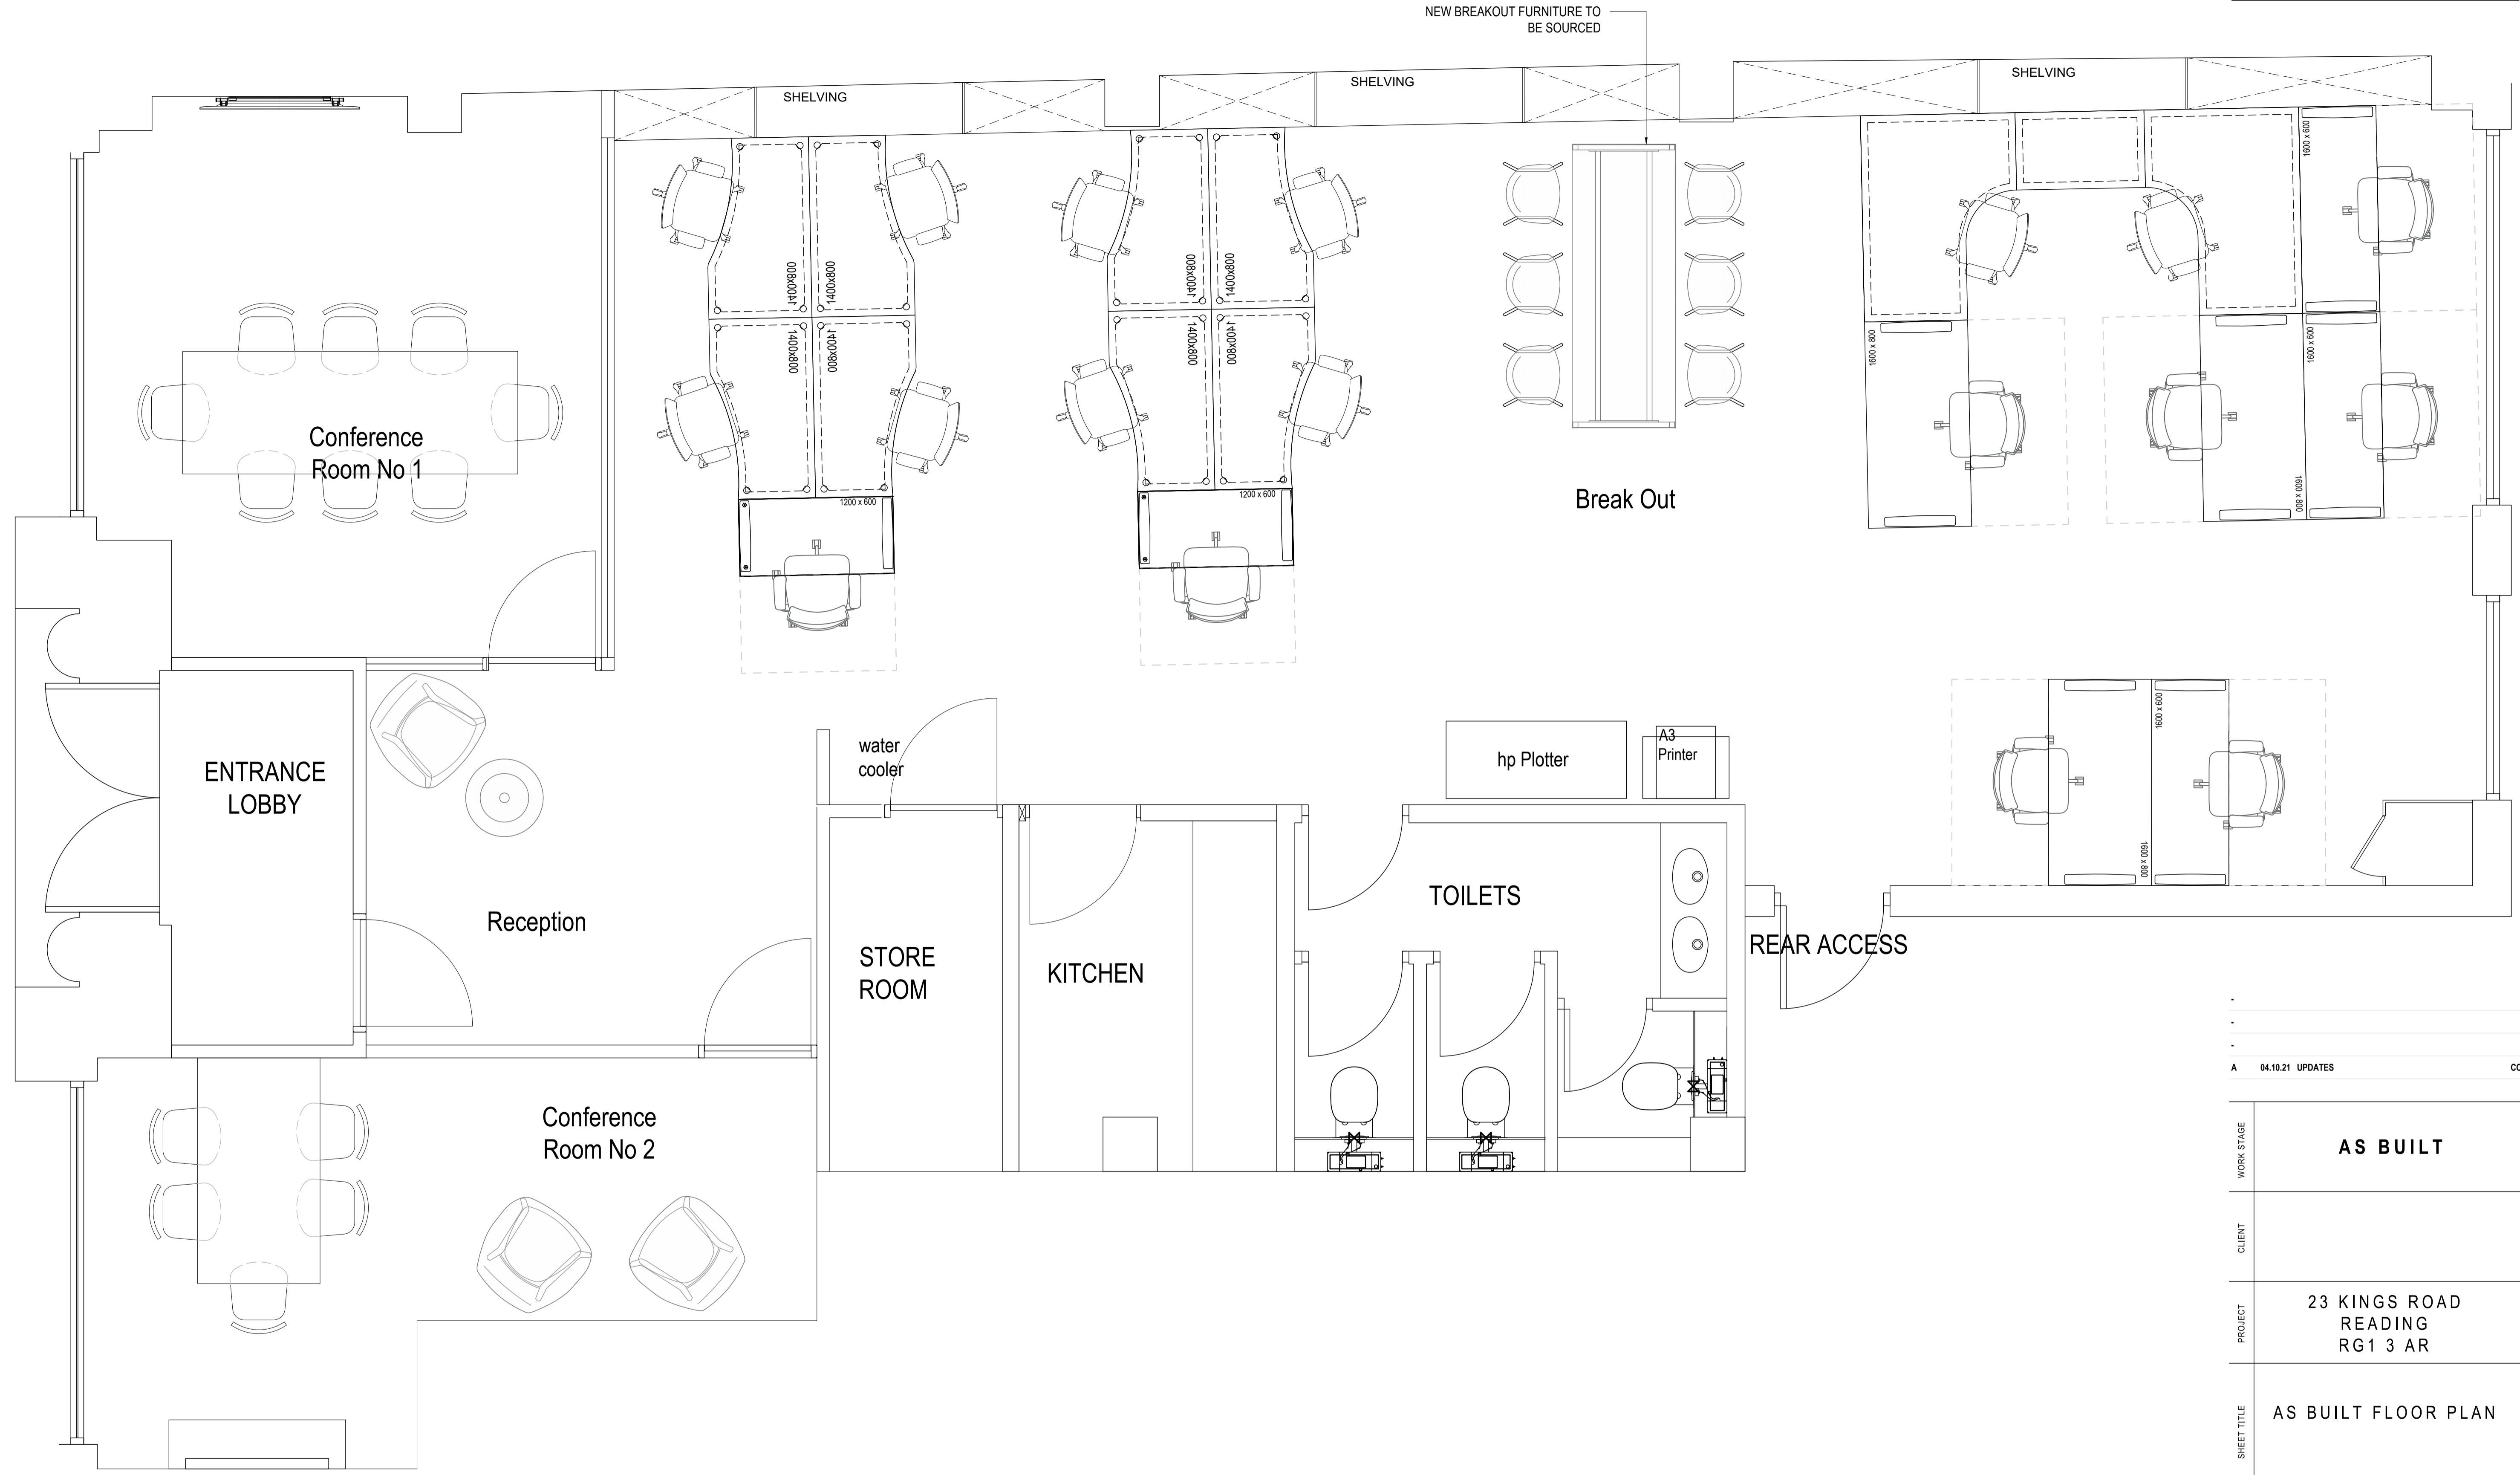 NEW BREAKOUT FURNITURE TO
BE SOURCED
SHELVING
SHELVING
SHELVING
1400x800
1400x800
1400x800
1400x800
1200 x 600
1400x800
1400x800
1400x800
1400x800
1200 x 600
1600 x 600
1600 x 800
1600 x 600
1600 x 800
Conference
Room No 1
Break Out
ENTRANCE
LOBBY
water
cooler
hp Plotter
A3
Printer
1600 x 600
1600 x 800
Reception
STORE
ROOM
KITCHEN
TOILETS
REAR ACCESS
Conference
Room No 2
-
-
-
A 04.10.21 UPDATES CO
WORK STAGE
AS BUILT
CLIENT
PROJECT
23 KINGS ROAD
READING
RG1 3 AR
SHEET TITLE
AS BUILT FLOOR PLAN